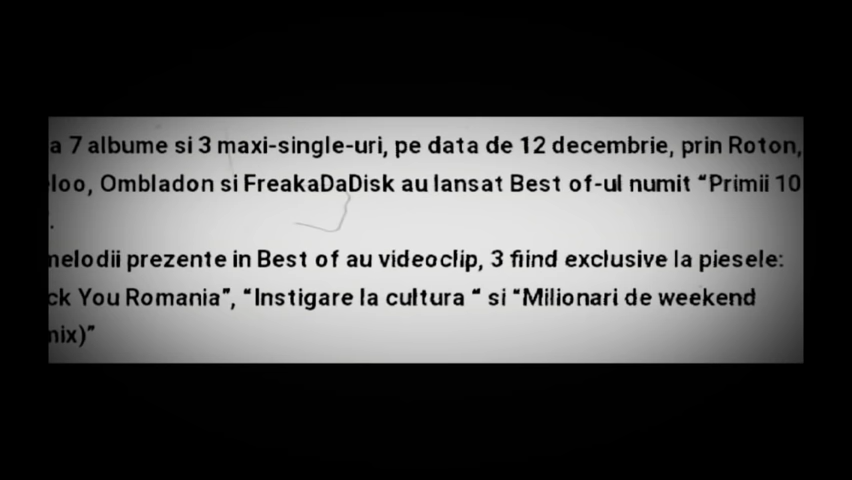 a 7 albume si 3 maxi-single-uri, pe data de 12 decembrie, prin Roton,
loo, Ombladon si FreakaDaDisk au lansat Best of-ul numit “Primii 10
.
melodii prezente in Best of au videoclip, 3 fiind exclusive la piesele:
ck You Romania”, “Instigare la cultura “ si “Milionari de weekend
mix)”